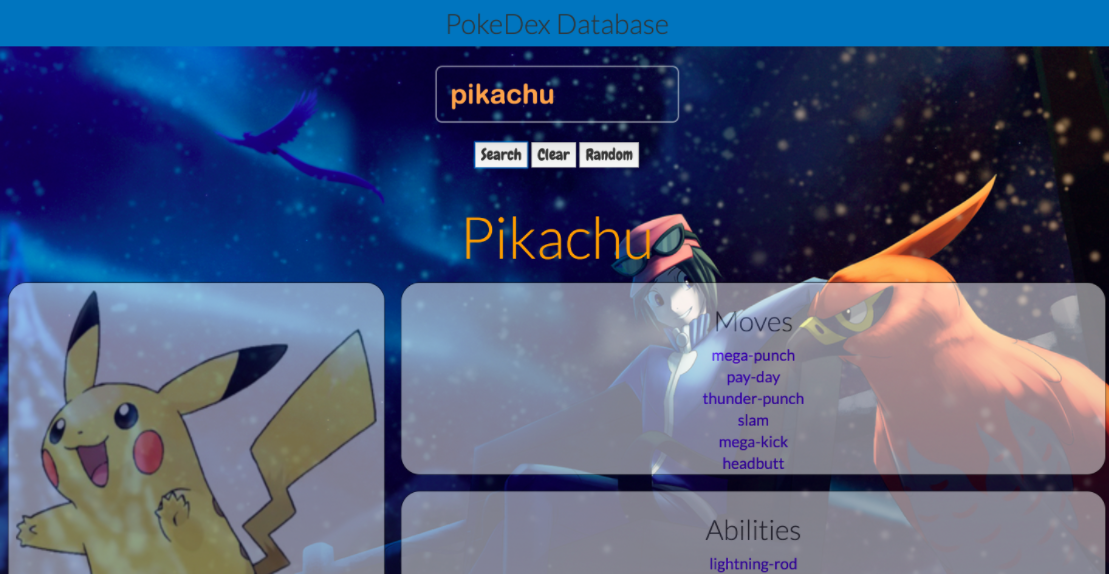 PokeDex Database
pikachu
Search Clear Random
Pikachu
Moves
mega-punch
pay-day
thunder-punch
slam
mega-kick
headbutt
Abilities
lightning-rod